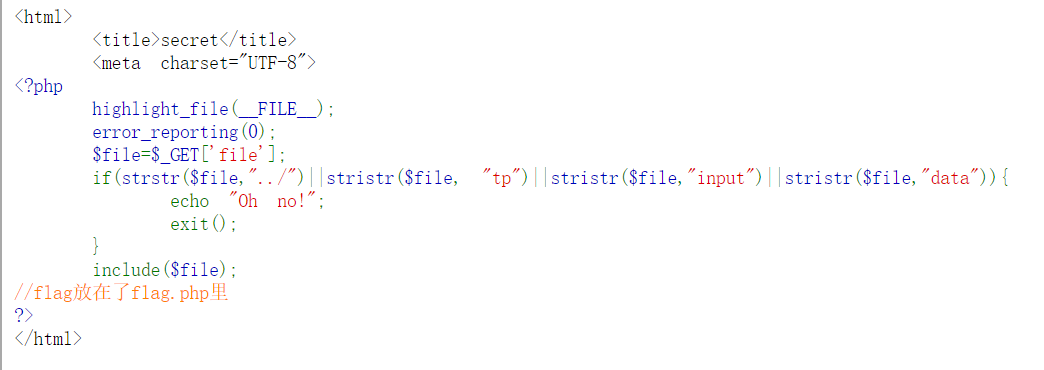 <html>
<title>secret</title>
<meta charset="UTF-8">
<?php
highlight_file(__FILE__);
error_reporting(0);
$file=$_GET['file'];
if(strstr($file,"../")||stristr($file, "tp")||stristr($file,"input")||stristr($file,"data")){
echo "Oh no!";
exit();
}
include($file);
//flag放在了flag.php里
?>
</html>